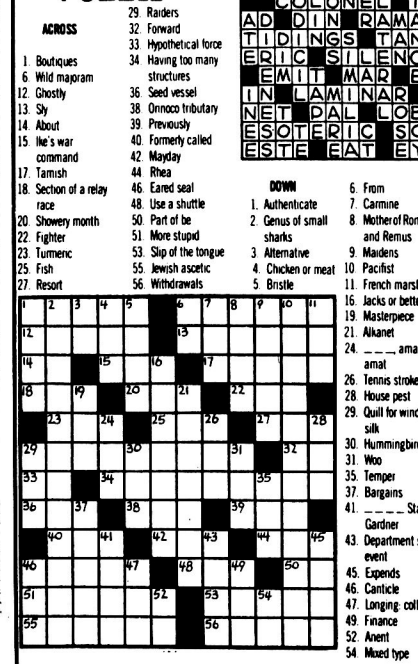 ACROSS
1. Boutiques
6. Wild majoram
12. Ghostly
13. Sly
14. About
15. Ike's war
command
17. Tarnish
18. Section of a relay
race
20. Showery month
22. Fighter
23. Turmeric
25. Fish
27. Resort
29. Raiders
32. Forward
33. Hypothetical force
34. Having too many
structures
36. Seed vessel
38. Orinoco tributary
39. Previously
40. Formerly called
42. Mayday
44. Rhea
46. Eared seal
48. Use a shuttle
50. Part of be
51. More stupid
53. Slip of the tongue
55. Jewish ascetic
56. Withdrawals
COLONEL
AD DIN RAMA
TIDINGS TAN
ERIC SILENC
EMIT MAR
IN LAMINAR
NET PAL LOB
ESOTERIC
ESTE EAT
DOWN
1. Authenticate
2. Genus of small
sharks
3. Alternative
4. Chicken or meat
5. Bristle
6. From
7. Carmine
8. Mother of Rom
and Remus
9. Maidens
10. Pacifist
11. French marsh
16. Jacks or bette
19. Masterpiece
21. Alkanet
24. _ _ _, ama
amat
26. Tennis stroke
28. House pest
29. Quill for wind
silk
30. Hummingbir
31. Woo
35. Temper
37. Bargains
41. _ _ _ _ _ Sta
Gardner
43. Department s
event
45. Expends
46. Canticle
47. Longing: coll
49. Finance
52. Anent
54. Mixed type
1 2 3 4 5 6 7 8 9 10 11
12 13
14 15 16 17
18 19 20 21 22
23 24 25 26 27 28
29 30 31 32
33 34 35
36 37 38 39
40 41 42 43 44 45
46 47 48 49 50
51 52 53 54
55 56